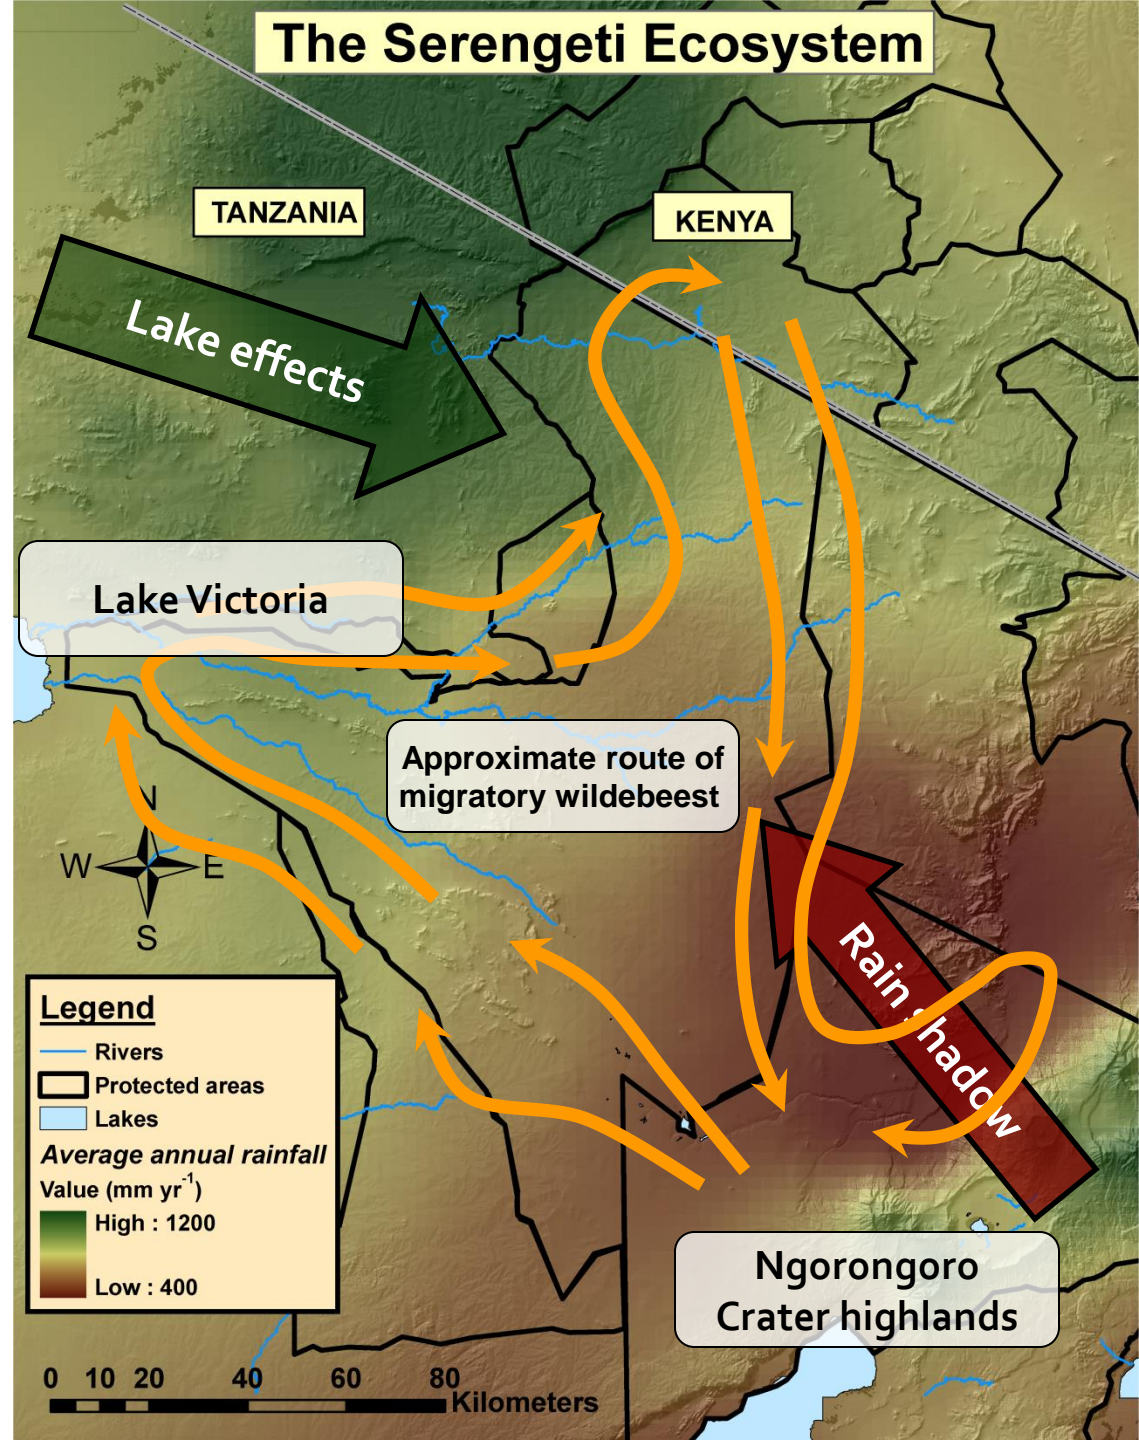 The Serengeti Ecosystem
TANZANIA
KENYA
Lake effects
Lake Victoria
Approximate route of
migratory wildebeest
N
W
E
S
Rain shadow
Legend
Rivers
Protected areas
Lakes
Average annual rainfall
Value (mm yr⁻¹)
High : 1200
Low : 400
Ngorongoro
Crater highlands
0 10 20 40 60 80
Kilometers